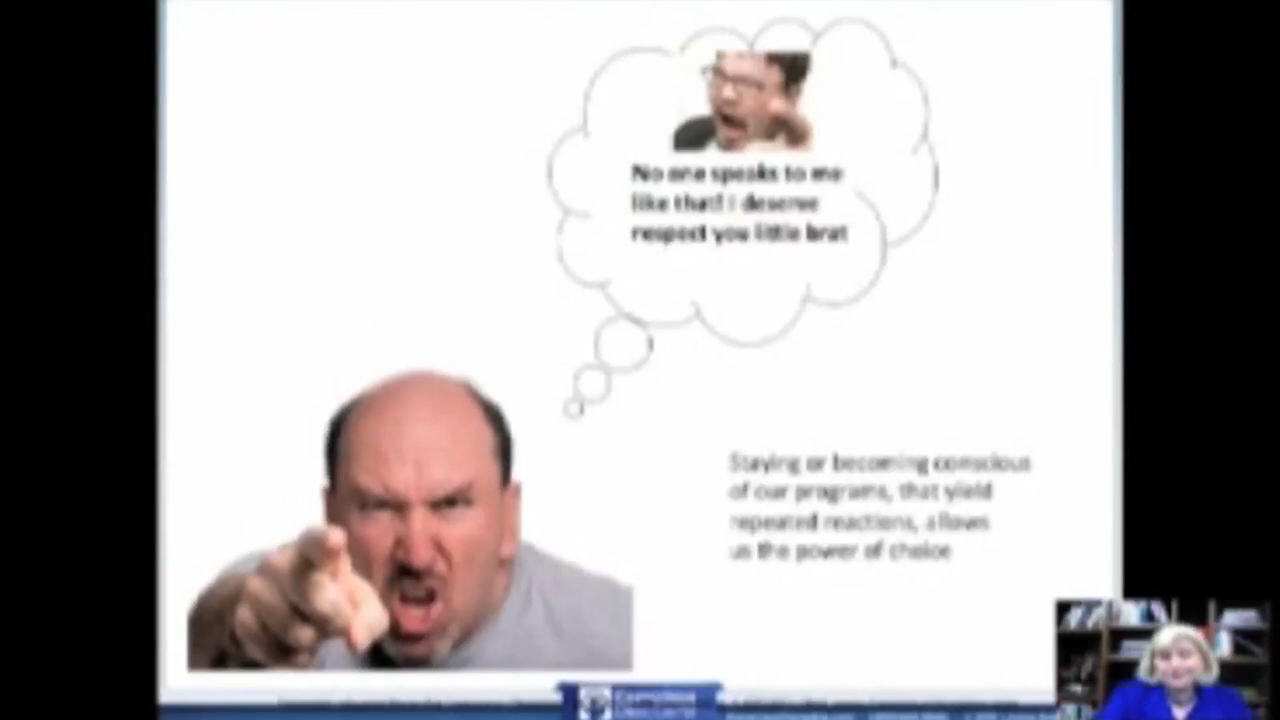 No one speaks to me
like that! I deserve
respect you little brat
Staying or becoming conscious
of our programs, that yield
repeated reactions, allows
us the power of choice